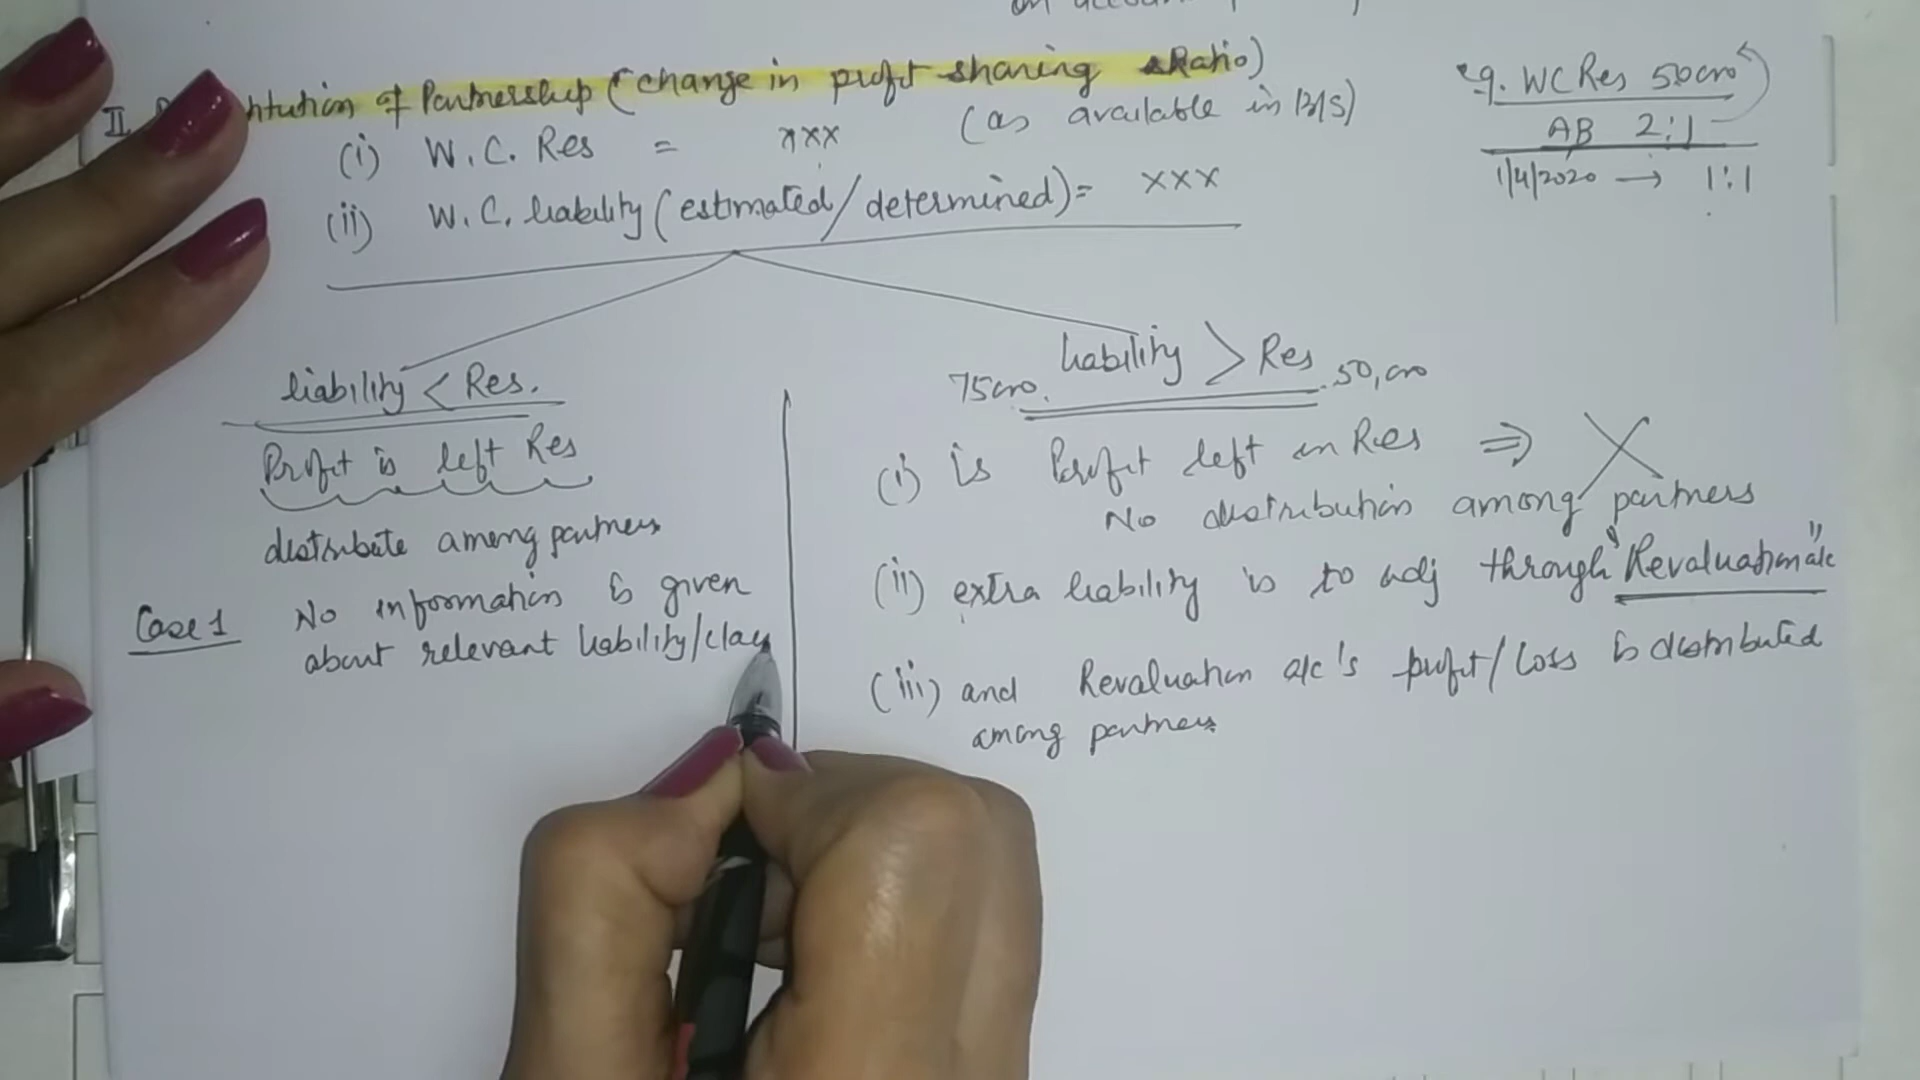 on account
II htution of Partnership (change in profit sharing Ratio)
(i) W.C. Res = xxx (as available in B/S)
(ii) W.C. liability (estimated/determined) = xxx
eg. WC Res 50cro
AB 2:1
1/4/2020 → 1:1
liability < Res.
Profit is left Res
distribute among partners
Case 1 No information is given
about relevant liability/clay
75cro. liability > Res .50,cro
(i) is Profit left in Res ⇒ X
No distribution among partners
(ii) extra liability is to adj through "Revaluation a/c"
(iii) and Revaluation a/c's profit/Loss is distributed
among partners